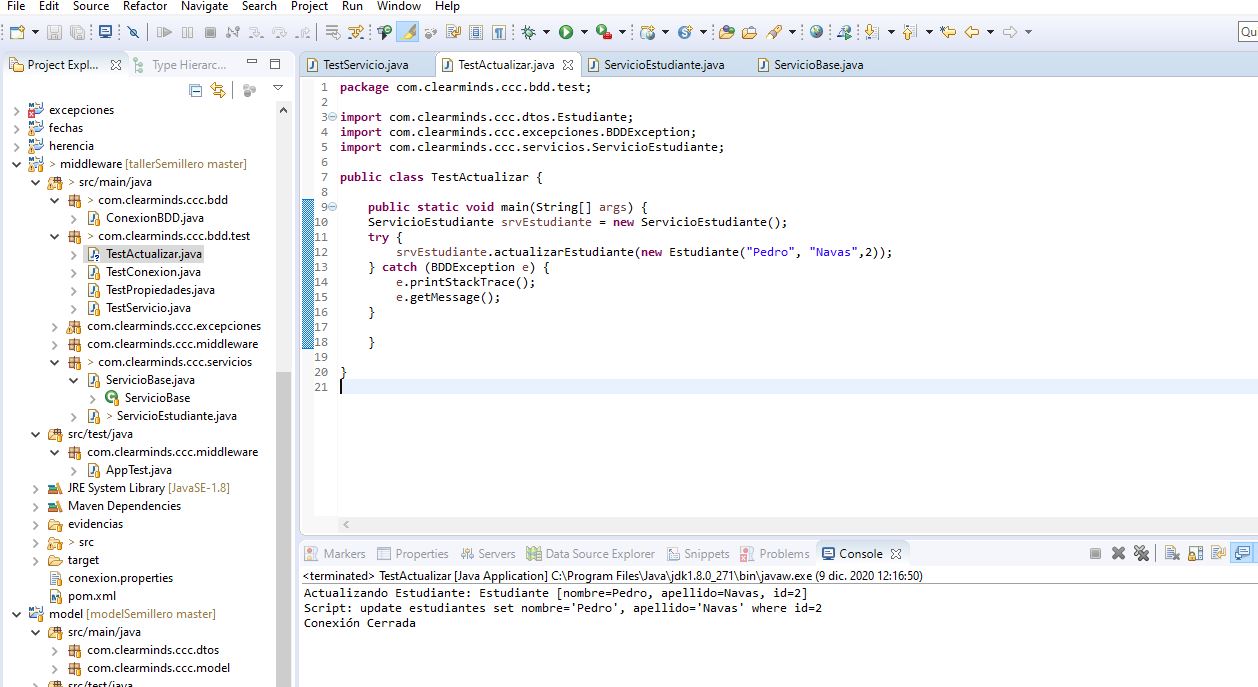 File Edit Source Refactor Navigate Search Project Run Window Help
Qu
Project Expl... Type Hierarc...
excepciones
fechas
herencia
> middleware [tallerSemillero master]
> src/main/java
> com.clearminds.ccc.bdd
ConexionBDD.java
> com.clearminds.ccc.bdd.test
TestActualizar.java
TestConexion.java
TestPropiedades.java
TestServicio.java
com.clearminds.ccc.excepciones
com.clearminds.ccc.middleware
> com.clearminds.ccc.servicios
ServicioBase.java
ServicioBase
> ServicioEstudiante.java
src/test/java
com.clearminds.ccc.middleware
AppTest.java
JRE System Library [JavaSE-1.8]
Maven Dependencies
evidencias
> src
target
conexion.properties
pom.xml
model [modelSemillero master]
src/main/java
com.clearminds.ccc.dtos
com.clearminds.ccc.model
src/test/java
TestServicio.java TestActualizar.java ServicioEstudiante.java ServicioBase.java
1 package com.clearminds.ccc.bdd.test;
2
3 import com.clearminds.ccc.dtos.Estudiante;
4 import com.clearminds.ccc.excepciones.BDDException;
5 import com.clearminds.ccc.servicios.ServicioEstudiante;
6
7 public class TestActualizar {
8
9 public static void main(String[] args) {
10 ServicioEstudiante srvEstudiante = new ServicioEstudiante();
11 try {
12 srvEstudiante.actualizarEstudiante(new Estudiante("Pedro", "Navas",2));
13 } catch (BDDException e) {
14 e.printStackTrace();
15 e.getMessage();
16 }
17
18 }
19
20 }
21
Markers Properties Servers Data Source Explorer Snippets Problems Console
<terminated> TestActualizar [Java Application] C:\Program Files\Java\jdk1.8.0_271\bin\javaw.exe (9 dic. 2020 12:16:50)
Actualizando Estudiante: Estudiante [nombre=Pedro, apellido=Navas, id=2]
Script: update estudiantes set nombre='Pedro', apellido='Navas' where id=2
Conexión Cerrada